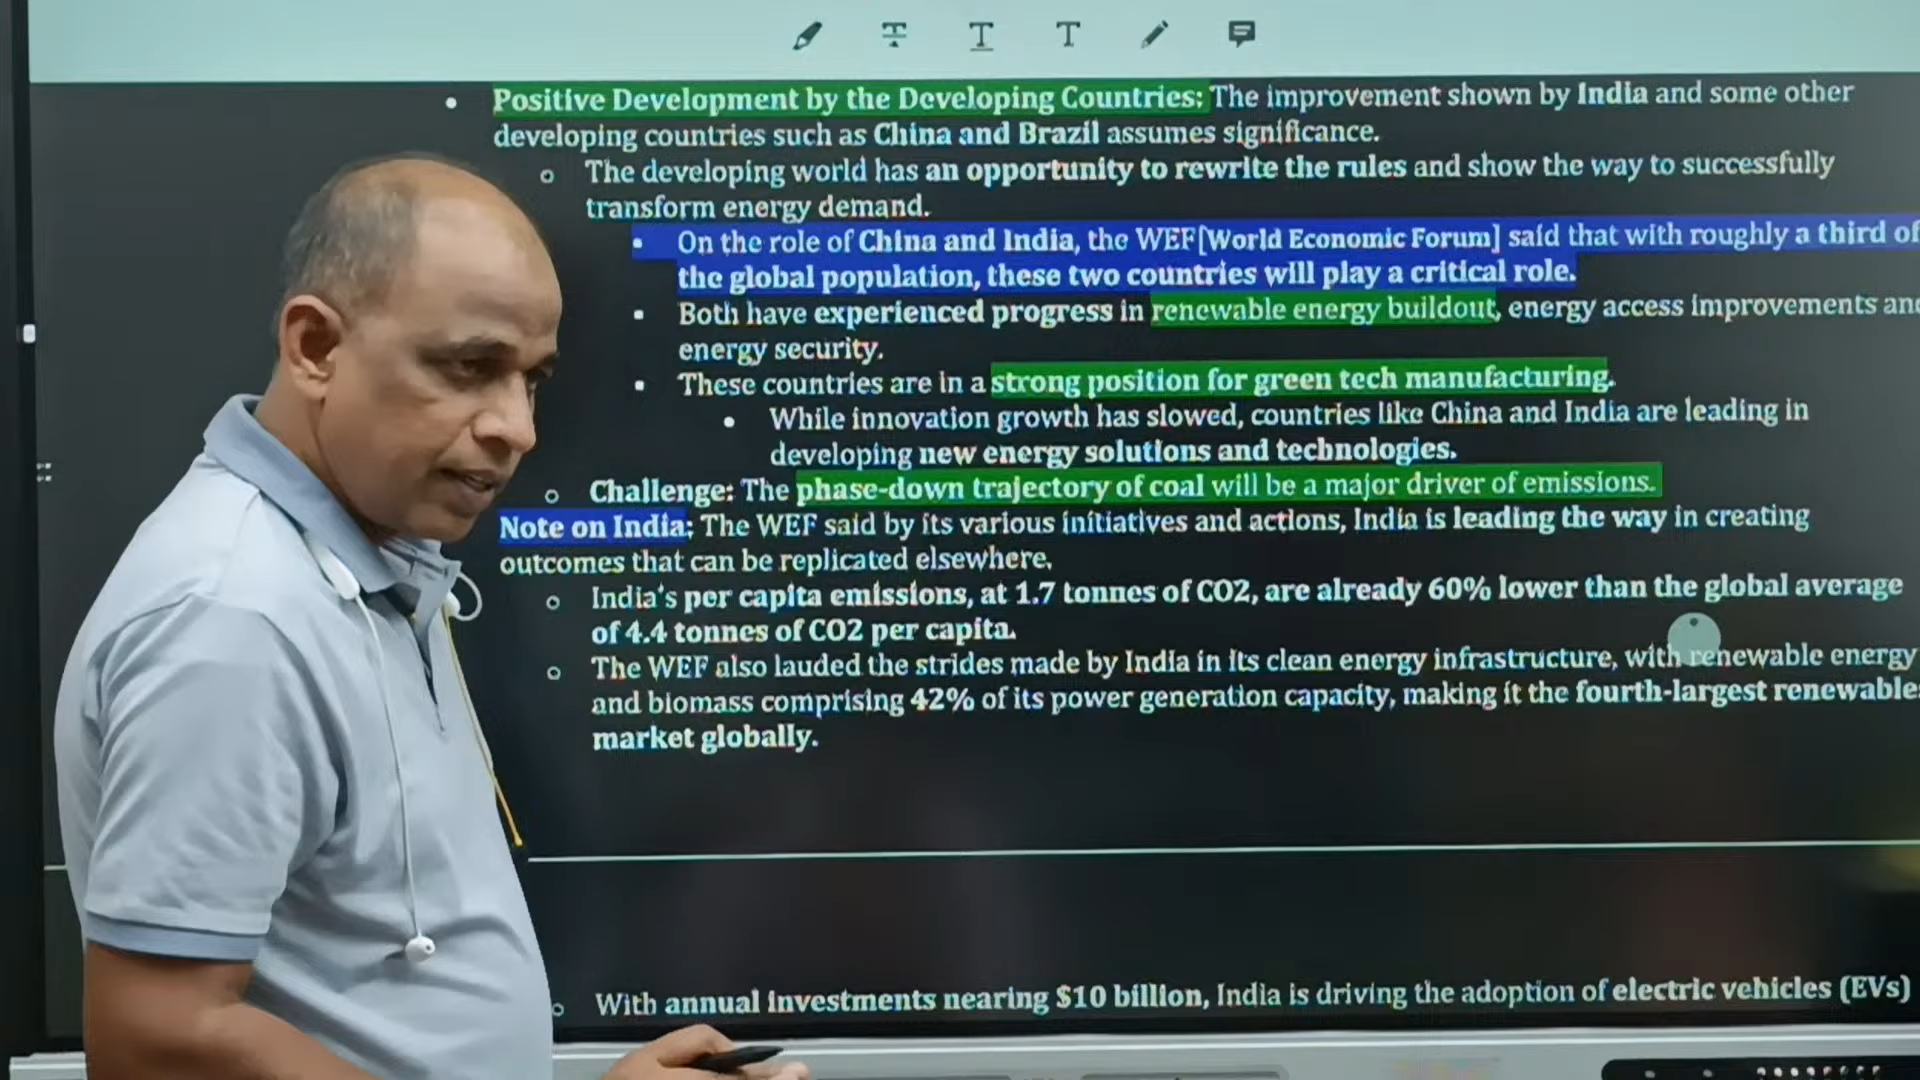 Positive Development by the Developing Countries: The improvement shown by India and some other
developing countries such as China and Brazil assumes significance.
The developing world has an opportunity to rewrite the rules and show the way to successfully
transform energy demand.
On the role of China and India, the WEF[World Economic Forum] said that with roughly a third of
the global population, these two countries will play a critical role.
Both have experienced progress in renewable energy buildout, energy access improvements and
energy security.
These countries are in a strong position for green tech manufacturing.
While innovation growth has slowed, countries like China and India are leading in
developing new energy solutions and technologies.
Challenge: The phase-down trajectory of coal will be a major driver of emissions.
Note on India: The WEF said by its various initiatives and actions, India is leading the way in creating
outcomes that can be replicated elsewhere.
India's per capita emissions, at 1.7 tonnes of CO2, are already 60% lower than the global average
of 4.4 tonnes of CO2 per capita.
The WEF also lauded the strides made by India in its clean energy infrastructure, with renewable energy
and biomass comprising 42% of its power generation capacity, making it the fourth-largest renewables
market globally.
With annual investments nearing $10 billion, India is driving the adoption of electric vehicles (EVs)